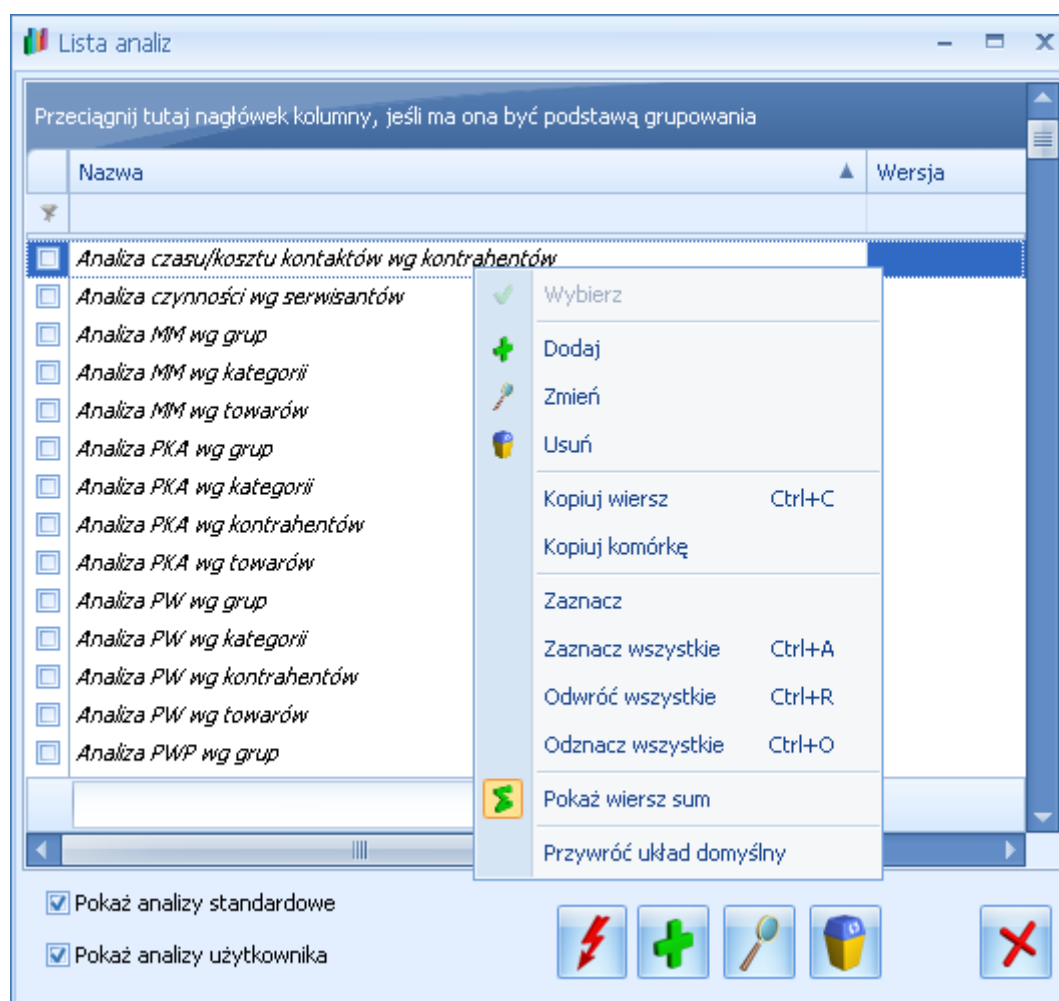 Lista analiz
Przeciągnij tutaj nagłówek kolumny, jeśli ma ona być podstawą grupowania
Nazwa Wersja
Analiza czasu/kosztu kontaktów wg kontrahentów
Analiza czynności wg serwisantów
Analiza MM wg grup
Analiza MM wg kategorii
Analiza MM wg towarów
Analiza PKA wg grup
Analiza PKA wg kategorii
Analiza PKA wg kontrahentów
Analiza PKA wg towarów
Analiza PW wg grup
Analiza PW wg kategorii
Analiza PW wg kontrahentów
Analiza PW wg towarów
Analiza PWP wg grup
Wybierz
Dodaj
Zmień
Usuń
Kopiuj wiersz Ctrl+C
Kopiuj komórkę
Zaznacz
Zaznacz wszystkie Ctrl+A
Odwróć wszystkie Ctrl+R
Odznacz wszystkie Ctrl+O
Pokaż wiersz sum
Przywróć układ domyślny
Pokaż analizy standardowe
Pokaż analizy użytkownika